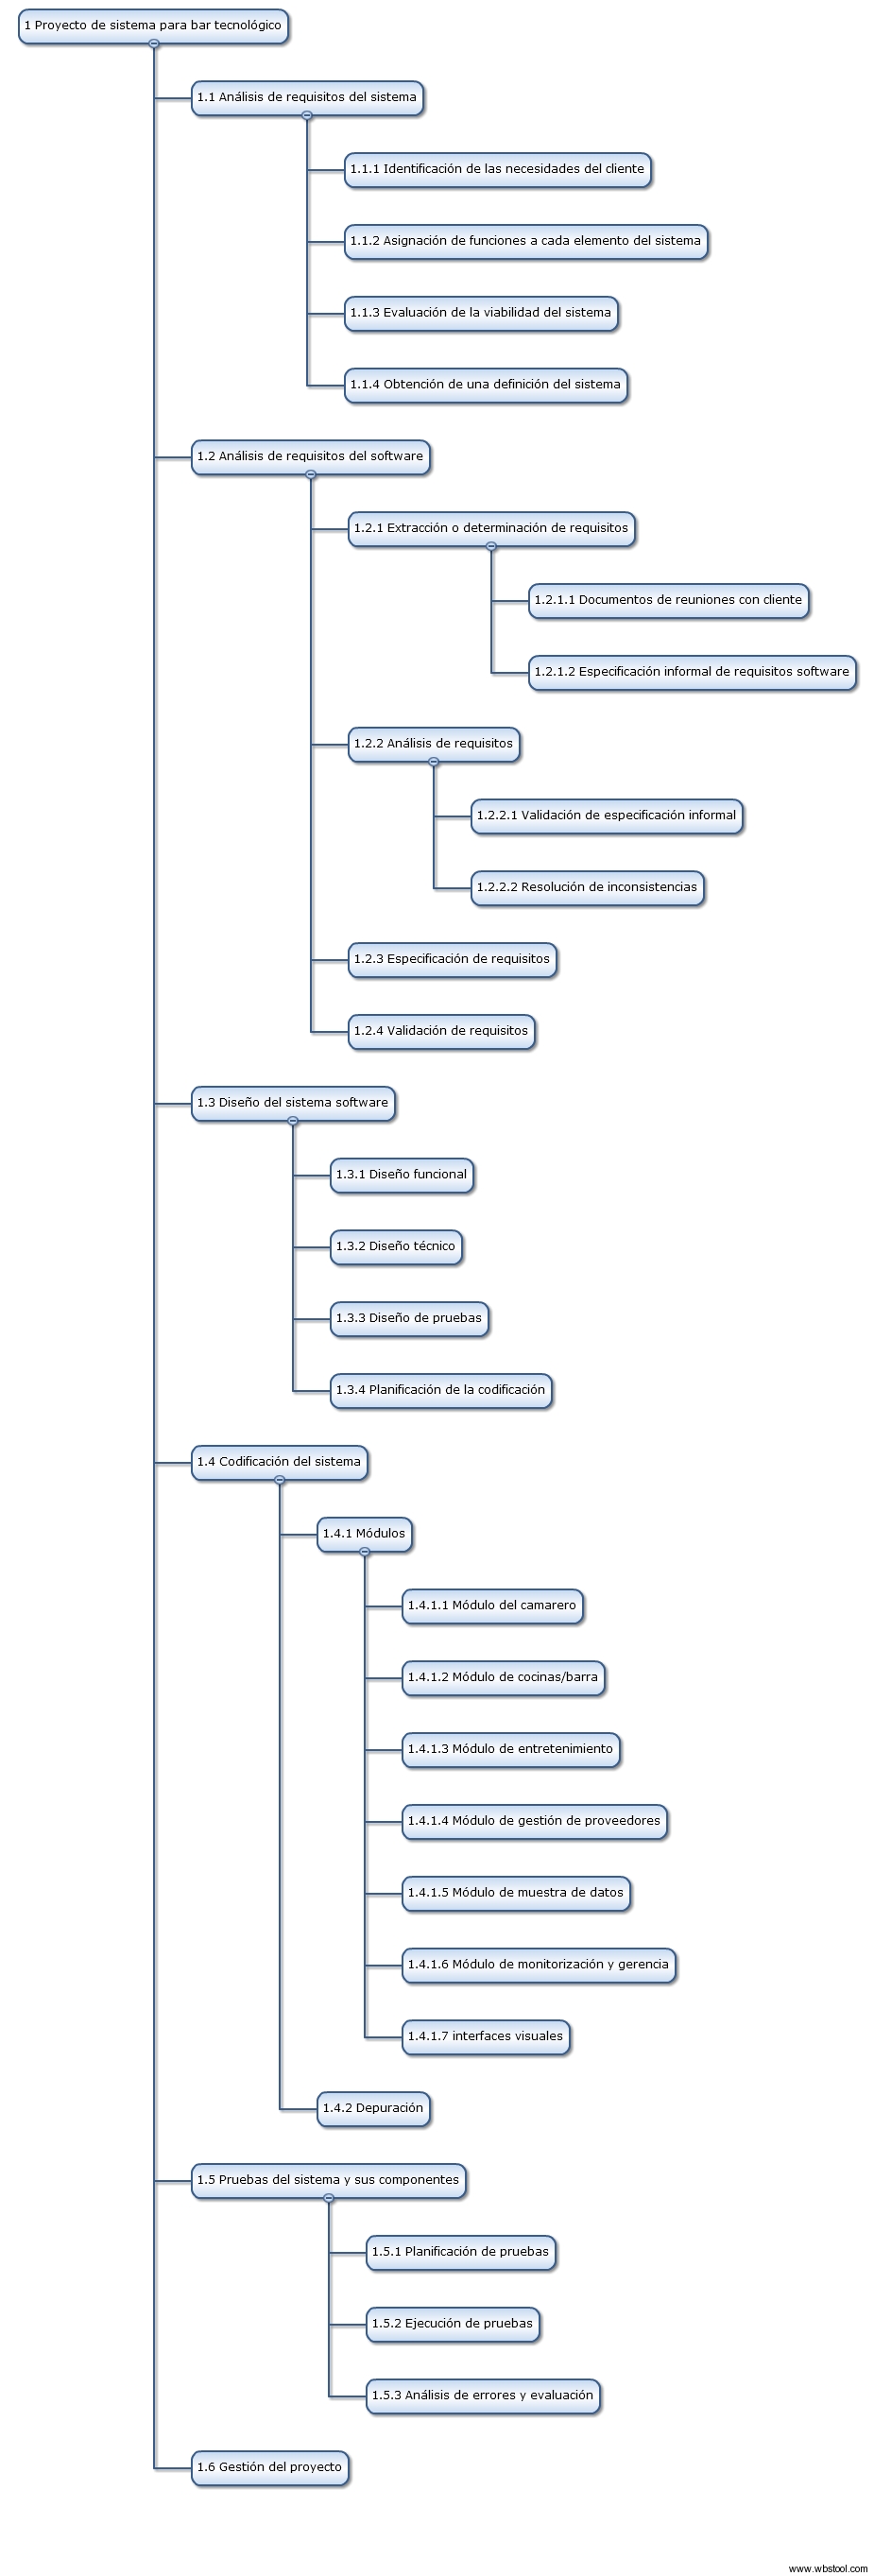 1 Proyecto de sistema para bar tecnológico
1.1 Análisis de requisitos del sistema
1.1.1 Identificación de las necesidades del cliente
1.1.2 Asignación de funciones a cada elemento del sistema
1.1.3 Evaluación de la viabilidad del sistema
1.1.4 Obtención de una definición del sistema
1.2 Análisis de requisitos del software
1.2.1 Extracción o determinación de requisitos
1.2.1.1 Documentos de reuniones con cliente
1.2.1.2 Especificación informal de requisitos software
1.2.2 Análisis de requisitos
1.2.2.1 Validación de especificación informal
1.2.2.2 Resolución de inconsistencias
1.2.3 Especificación de requisitos
1.2.4 Validación de requisitos
1.3 Diseño del sistema software
1.3.1 Diseño funcional
1.3.2 Diseño técnico
1.3.3 Diseño de pruebas
1.3.4 Planificación de la codificación
1.4 Codificación del sistema
1.4.1 Módulos
1.4.1.1 Módulo del camarero
1.4.1.2 Módulo de cocinas/barra
1.4.1.3 Módulo de entretenimiento
1.4.1.4 Módulo de gestión de proveedores
1.4.1.5 Módulo de muestra de datos
1.4.1.6 Módulo de monitorización y gerencia
1.4.1.7 interfaces visuales
1.4.2 Depuración
1.5 Pruebas del sistema y sus componentes
1.5.1 Planificación de pruebas
1.5.2 Ejecución de pruebas
1.5.3 Análisis de errores y evaluación
1.6 Gestión del proyecto
www.wbstool.com